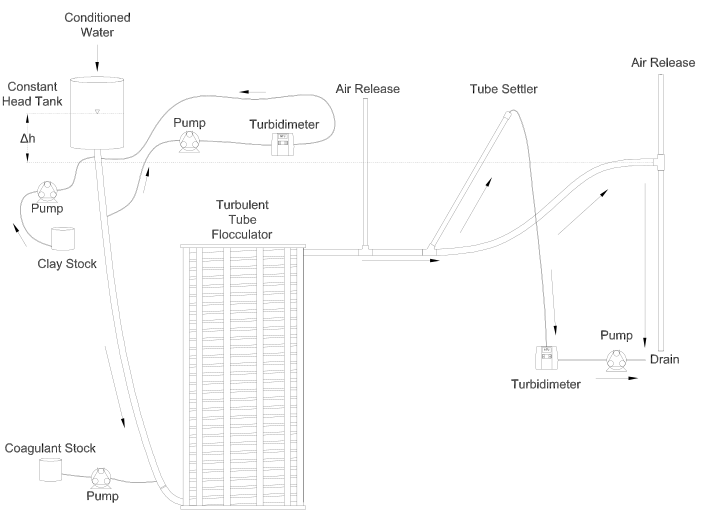 Conditioned
Water
Constant
Head Tank
Δh
Pump
Turbidimeter
Air Release
Tube Settler
Air Release
Pump
Clay Stock
Turbulent
Tube
Flocculator
Pump
Drain
Turbidimeter
Coagulant Stock
Pump